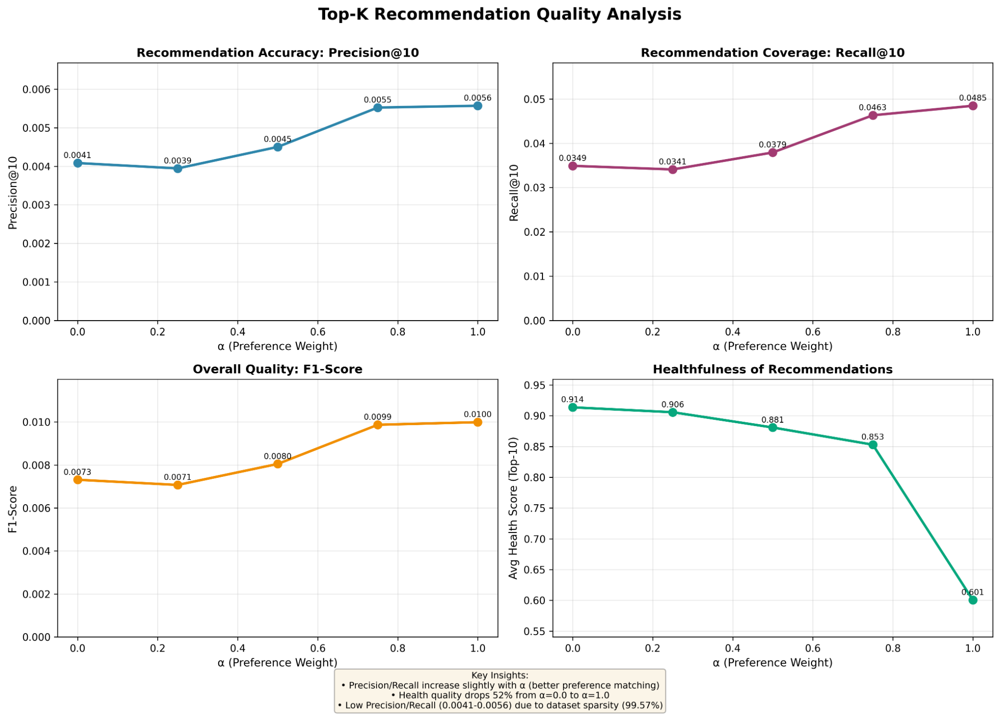 Top-K Recommendation Quality Analysis
Recommendation Accuracy: Precision@10
Precision@10
0.006
0.005
0.004
0.003
0.002
0.001
0.000
0.0041
0.0039
0.0045
0.0055
0.0056
0.0 0.2 0.4 0.6 0.8 1.0
α (Preference Weight)
Recommendation Coverage: Recall@10
Recall@10
0.05
0.04
0.03
0.02
0.01
0.00
0.0349
0.0341
0.0379
0.0463
0.0485
0.0 0.2 0.4 0.6 0.8 1.0
α (Preference Weight)
Overall Quality: F1-Score
F1-Score
0.010
0.008
0.006
0.004
0.002
0.000
0.0073
0.0071
0.0080
0.0099
0.0100
0.0 0.2 0.4 0.6 0.8 1.0
α (Preference Weight)
Healthfulness of Recommendations
Avg Health Score (Top-10)
0.95
0.90
0.85
0.80
0.75
0.70
0.65
0.60
0.55
0.914
0.906
0.881
0.853
0.601
0.0 0.2 0.4 0.6 0.8 1.0
α (Preference Weight)
Key Insights:
• Precision/Recall increase slightly with α (better preference matching)
• Health quality drops 52% from α=0.0 to α=1.0
• Low Precision/Recall (0.0041-0.0056) due to dataset sparsity (99.57%)